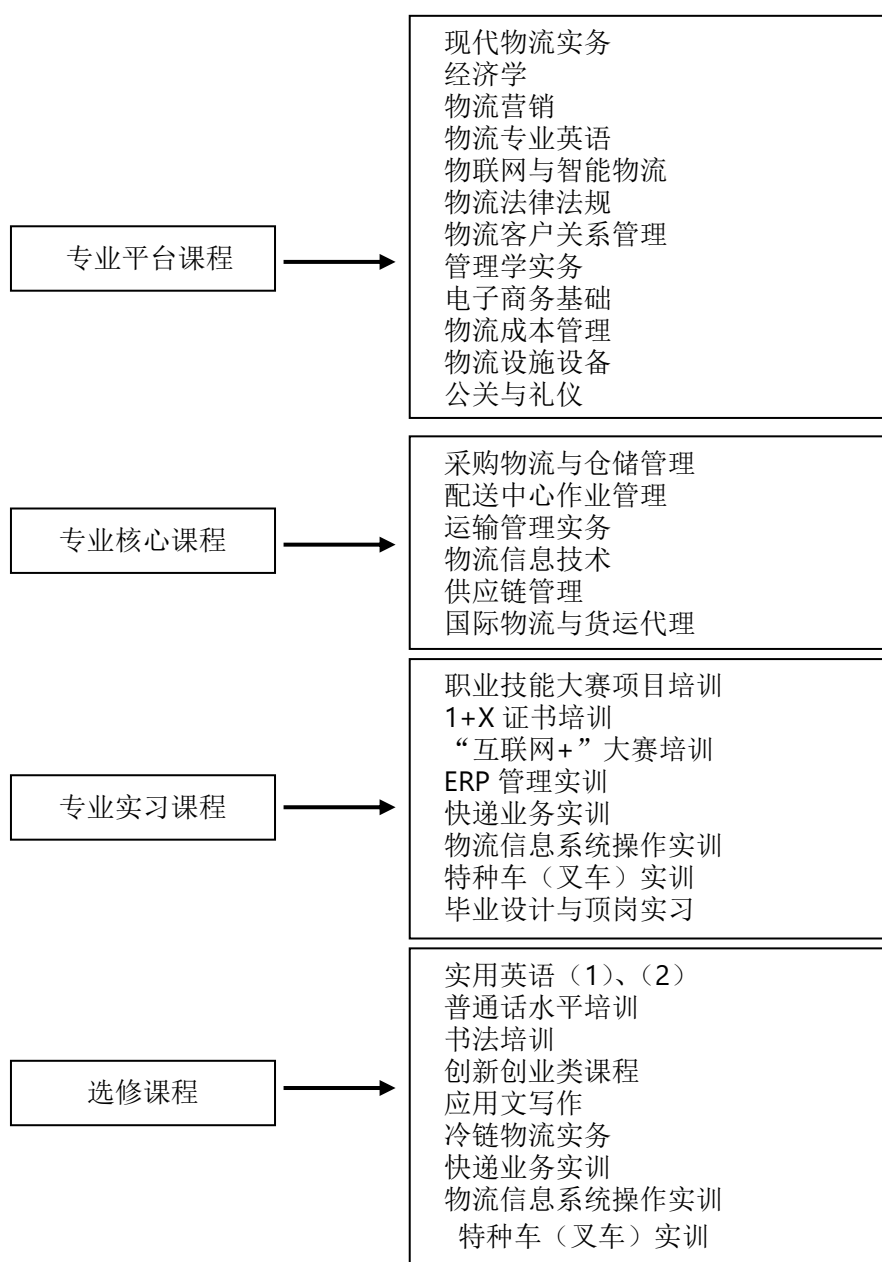 专业平台课程
现代物流实务
经济学
物流营销
物流专业英语
物联网与智能物流
物流法律法规
物流客户关系管理
管理学实务
电子商务基础
物流成本管理
物流设施设备
公关与礼仪
专业核心课程
采购物流与仓储管理
配送中心作业管理
运输管理实务
物流信息技术
供应链管理
国际物流与货运代理
专业实习课程
职业技能大赛项目培训
1+X 证书培训
“互联网+”大赛培训
ERP 管理实训
快递业务实训
物流信息系统操作实训
特种车（叉车）实训
毕业设计与顶岗实习
选修课程
实用英语（1）、（2）
普通话水平培训
书法培训
创新创业类课程
应用文写作
冷链物流实务
快递业务实训
物流信息系统操作实训
特种车（叉车）实训